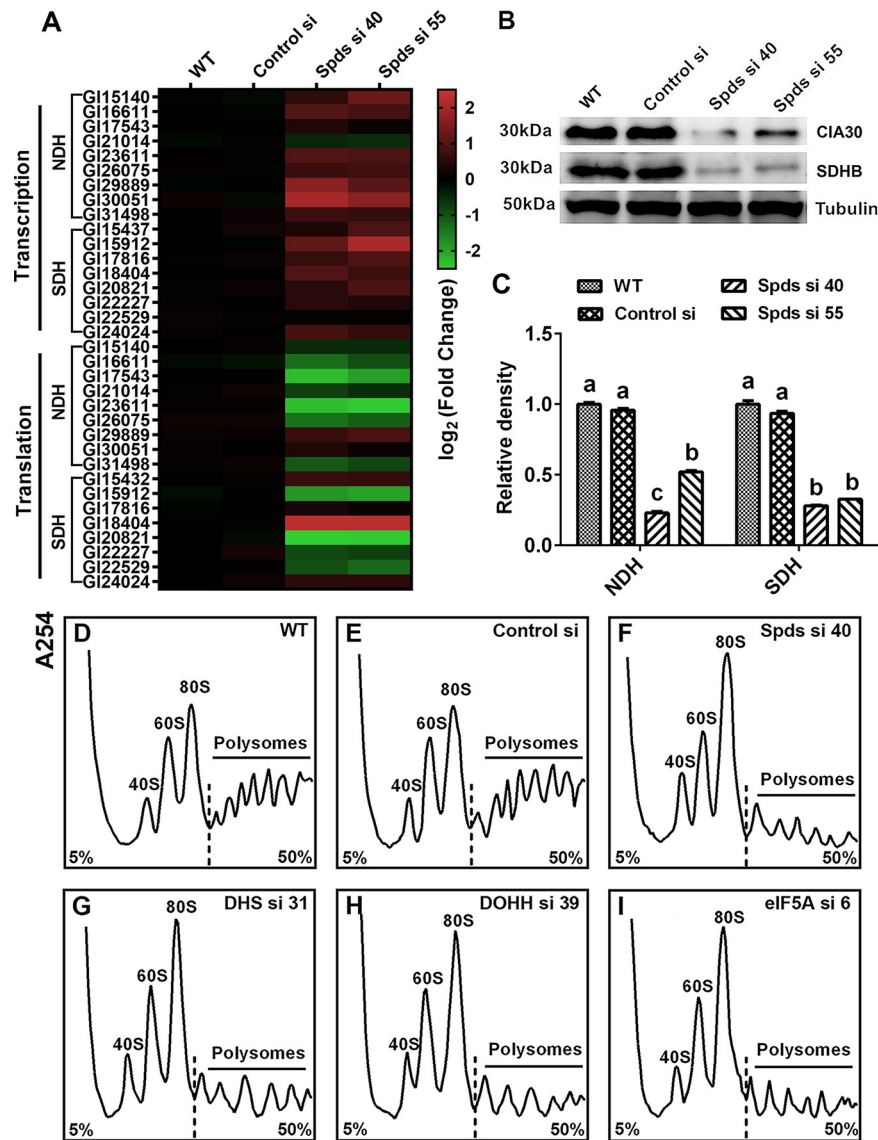 A
WT
Control si
Spds si 40
Spds si 55
Transcription
NDH
GI15140
GI16611
GI17543
GI21014
GI23611
GI26075
GI29889
GI30051
GI31498
SDH
GI15437
GI15912
GI17816
GI18404
GI20821
GI22227
GI22529
GI24024
Translation
NDH
GI15140
GI16611
GI17543
GI21014
GI23611
GI26075
GI29889
GI30051
GI31498
SDH
GI15432
GI15912
GI17816
GI18404
GI20821
GI22227
GI22529
GI24024
2
1
0
-1
-2
log2 (Fold Change)
B
WT
Control si
Spds si 40
Spds si 55
30kDa
CIA30
30kDa
SDHB
50kDa
Tubulin
C
WT
Spds si 40
Control si
Spds si 55
Relative density
1.5
1.0
0.5
0.0
a
a
c
b
a
a
b
b
NDH
SDH
A254
D
WT
40S
60S
80S
Polysomes
5%
50%
E
Control si
40S
60S
80S
Polysomes
5%
50%
F
Spds si 40
40S
60S
80S
Polysomes
5%
50%
G
DHS si 31
40S
60S
80S
Polysomes
5%
50%
H
DOHH si 39
40S
60S
80S
Polysomes
5%
50%
I
eIF5A si 6
40S
60S
80S
Polysomes
5%
50%